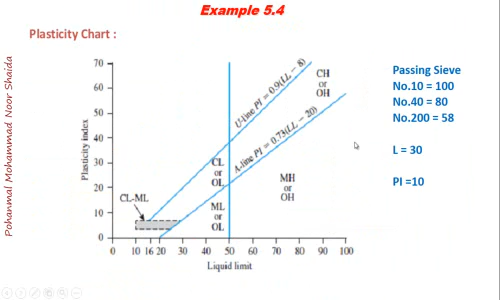 Example 5.4
Plasticity Chart :
Pohanmal Mohammad Noor Shaida
Plasticity index
70
60
50
40
30
20
10
0
U-line PI = 0.9(LL − 8)
A-line PI = 0.73(LL − 20)
CH
or
OH
CL
or
OL
CL-ML
ML
or
OL
MH
or
OH
0 10 16 20 30 40 50 60 70 80 90 100
Liquid limit
Passing Sieve
No.10 = 100
No.40 = 80
No.200 = 58
L = 30
PI =10